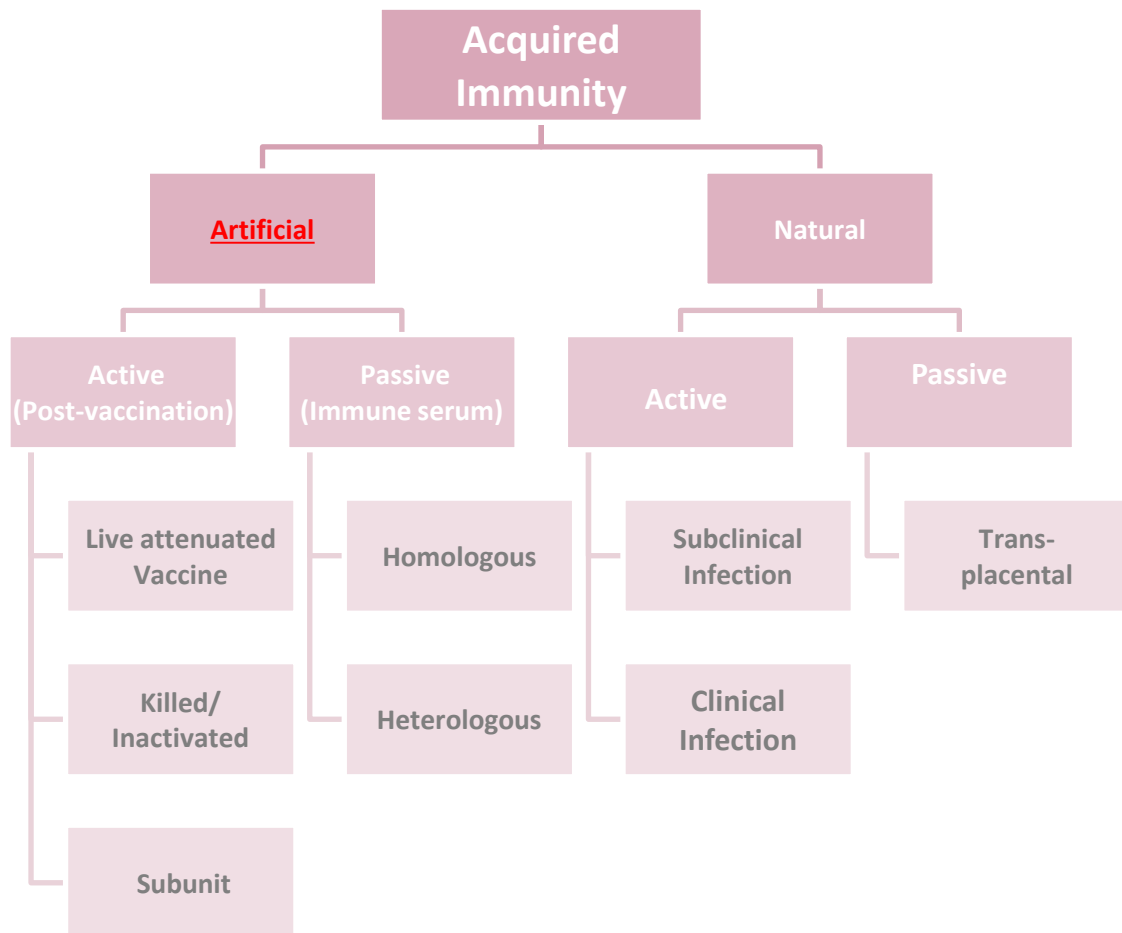 Acquired
Immunity
Artificial
Natural
Active
(Post-vaccination)
Passive
(Immune serum)
Active
Passive
Live attenuated
Vaccine
Homologous
Subclinical
Infection
Trans-
placental
Killed/
Inactivated
Heterologous
Clinical
Infection
Subunit